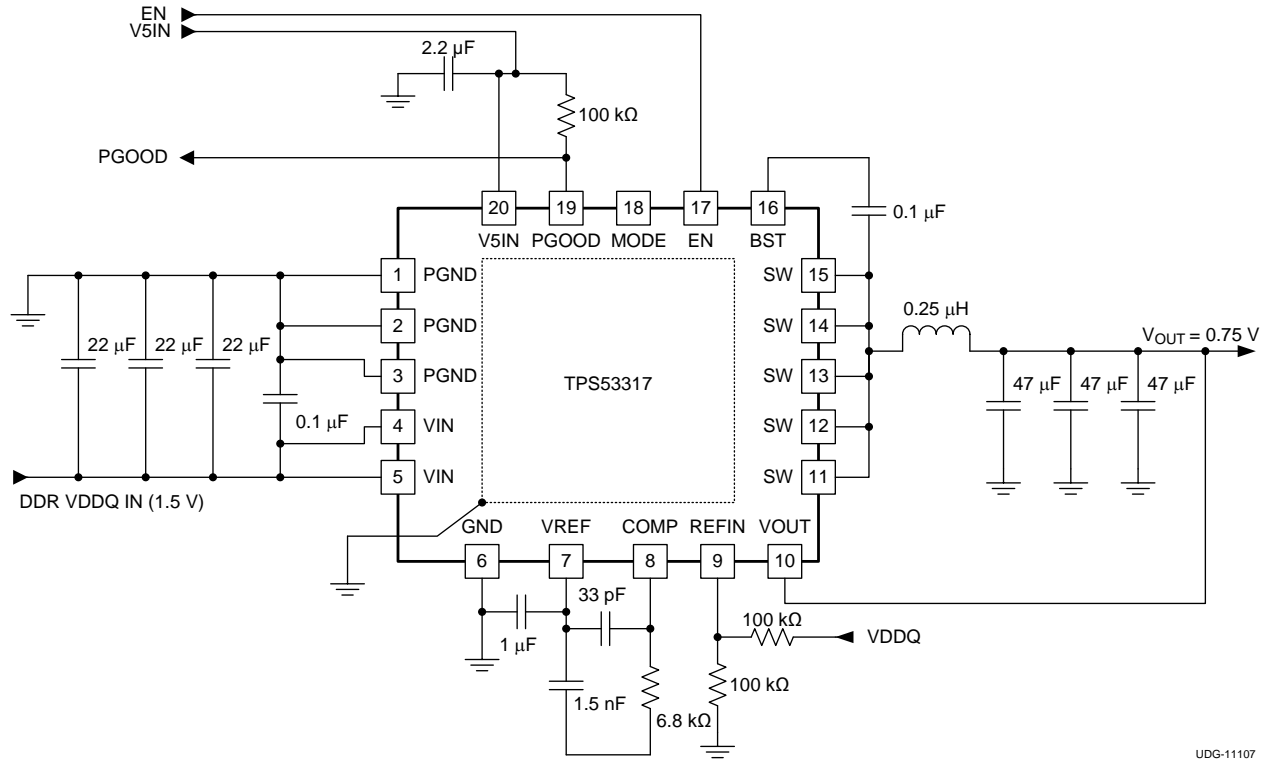 EN
V5IN
2.2 µF
100 kΩ
PGOOD
20 19 18 17 16
V5IN PGOOD MODE EN BST
0.1 µF
1 PGND
2 PGND
3 PGND
4 VIN
5 VIN
22 µF 22 µF 22 µF
0.1 µF
DDR VDDQ IN (1.5 V)
TPS53317
SW 15
SW 14
SW 13
SW 12
SW 11
0.25 µH
VOUT = 0.75 V
47 µF 47 µF 47 µF
GND VREF COMP REFIN VOUT
6 7 8 9 10
33 pF
1 µF
100 kΩ
VDDQ
1.5 nF
100 kΩ
6.8 kΩ
UDG-11107